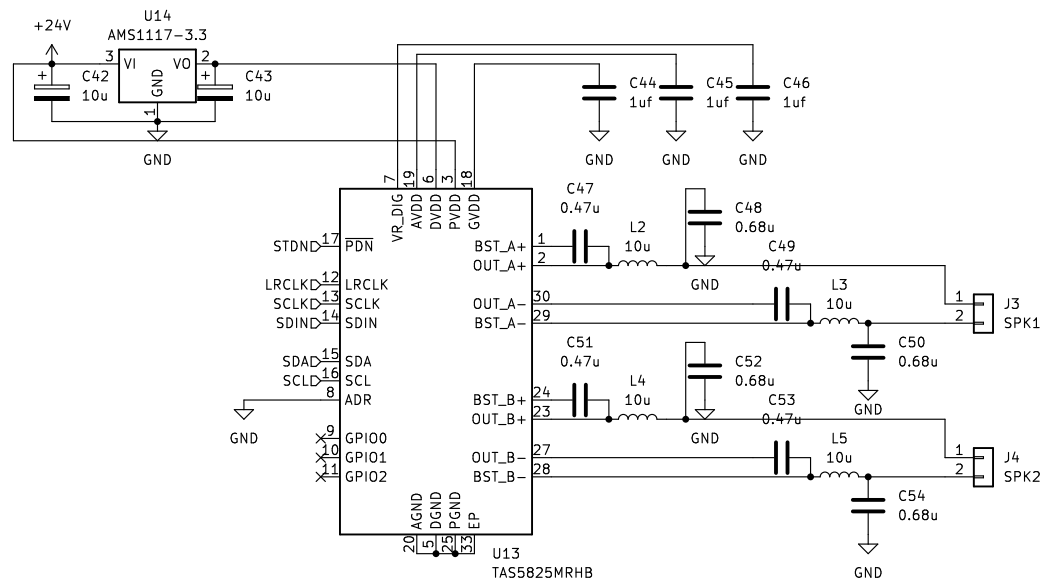 U14
AMS1117-3.3
+24V
3 VI VO 2
GND
1
C42
10u
C43
10u
GND
C44
1uf
C45
1uf
C46
1uf
GND GND GND
7 19 6 3 18
VR_DIG AVDD DVDD PVDD GVDD
STDN 17 PDN
LRCLK 12 LRCLK
SCLK 13 SCLK
SDIN 14 SDIN
SDA 15 SDA
SCL 16 SCL
8 ADR
GND
9 GPIO0
10 GPIO1
11 GPIO2
BST_A+ 1
OUT_A+ 2
OUT_A- 30
BST_A- 29
BST_B+ 24
OUT_B+ 23
OUT_B- 27
BST_B- 28
AGND DGND PGND EP
20 5 25 33
U13
TAS5825MRHB
C47
0.47u
L2
10u
C48
0.68u
GND
C49
0.47u
L3
10u
C50
0.68u
GND
1 J3
2 SPK1
C51
0.47u
L4
10u
C52
0.68u
GND
C53
0.47u
L5
10u
C54
0.68u
GND
1 J4
2 SPK2